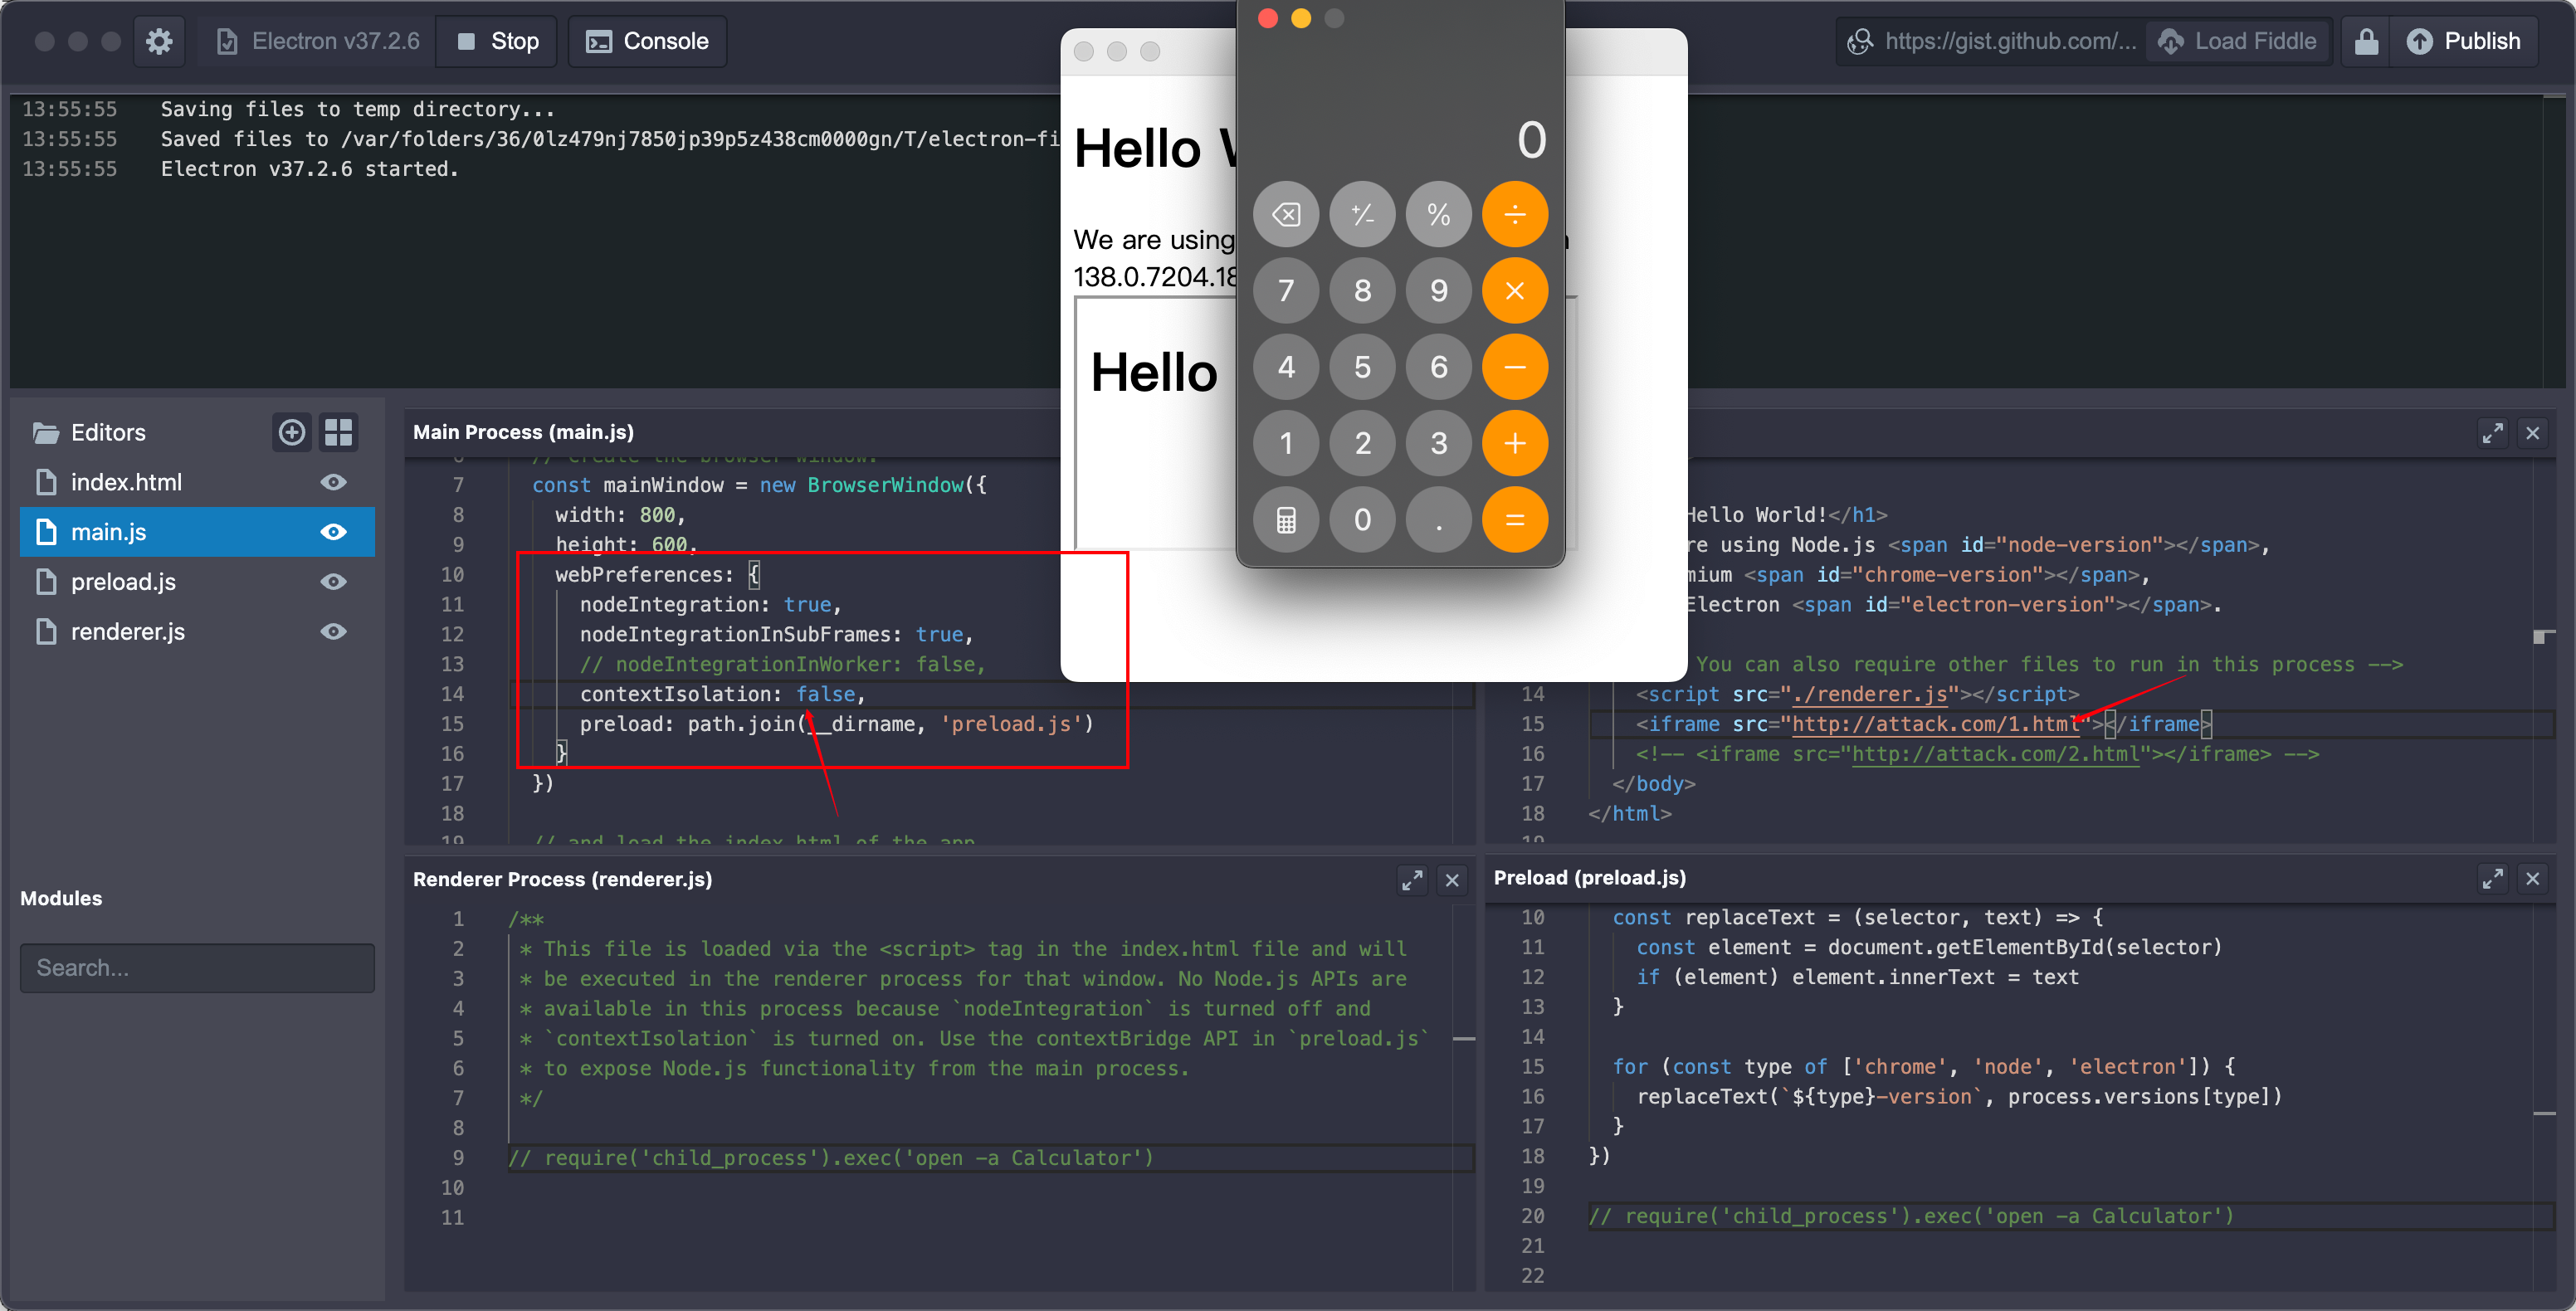 Electron v37.2.6
Stop
Console
https://gist.github.com/...
Load Fiddle
Publish
13:55:55 Saving files to temp directory...
13:55:55 Saved files to /var/folders/36/0lz479nj7850jp39p5z438cm0000gn/T/electron-fi
13:55:55 Electron v37.2.6 started.
Hello
We are using
138.0.7204.18
Hello
0
+/− % ÷
7 8 9 ×
4 5 6 −
1 2 3 +
0 . =
Editors
index.html
main.js
preload.js
renderer.js
Modules
Search...
Main Process (main.js)
7 const mainWindow = new BrowserWindow({
8 width: 800,
9 height: 600,
10 webPreferences: {
11 nodeIntegration: true,
12 nodeIntegrationInSubFrames: true,
13 // nodeIntegrationInWorker: false,
14 contextIsolation: false,
15 preload: path.join(__dirname, 'preload.js')
16 }
17 })
18
19 // and load the index.html of the app
Hello World!</h1>
re using Node.js <span id="node-version"></span>,
mium <span id="chrome-version"></span>,
Electron <span id="electron-version"></span>.
You can also require other files to run in this process -->
14 <script src="./renderer.js"></script>
15 <iframe src="http://attack.com/1.html"></iframe>
16 <!-- <iframe src="http://attack.com/2.html"></iframe> -->
17 </body>
18 </html>
19
Renderer Process (renderer.js)
1 /**
2 * This file is loaded via the <script> tag in the index.html file and will
3 * be executed in the renderer process for that window. No Node.js APIs are
4 * available in this process because `nodeIntegration` is turned off and
5 * `contextIsolation` is turned on. Use the contextBridge API in `preload.js`
6 * to expose Node.js functionality from the main process.
7 */
8
9 // require('child_process').exec('open -a Calculator')
10
11
Preload (preload.js)
10 const replaceText = (selector, text) => {
11 const element = document.getElementById(selector)
12 if (element) element.innerText = text
13 }
14
15 for (const type of ['chrome', 'node', 'electron']) {
16 replaceText(`${type}-version`, process.versions[type])
17 }
18 })
19
20 // require('child_process').exec('open -a Calculator')
21
22